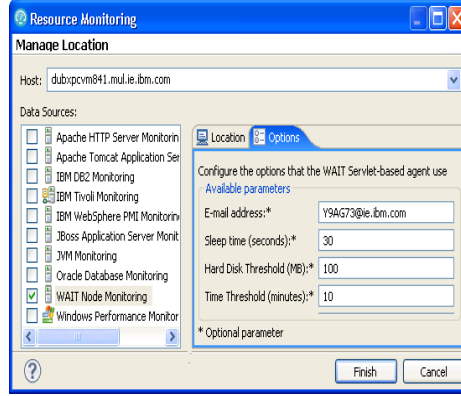 Resource Monitoring
Manage Location
Host: dubxpcvm841.mul.ie.ibm.com
Data Sources:
Apache HTTP Server Monitorin
Apache Tomcat Application Ser
IBM DB2 Monitoring
IBM Tivoli Monitoring
IBM WebSphere PMI Monitorin
JBoss Application Server Monit
JVM Monitoring
Oracle Database Monitoring
WAIT Node Monitoring
Windows Performance Monitor
Location Options
Configure the options that the WAIT Servlet-based agent use
Available parameters
E-mail address:* Y9AG73@ie.ibm.com
Sleep time (seconds):* 30
Hard Disk Threshold (MB):* 100
Time Threshold (minutes):* 10
* Optional parameter
Finish Cancel